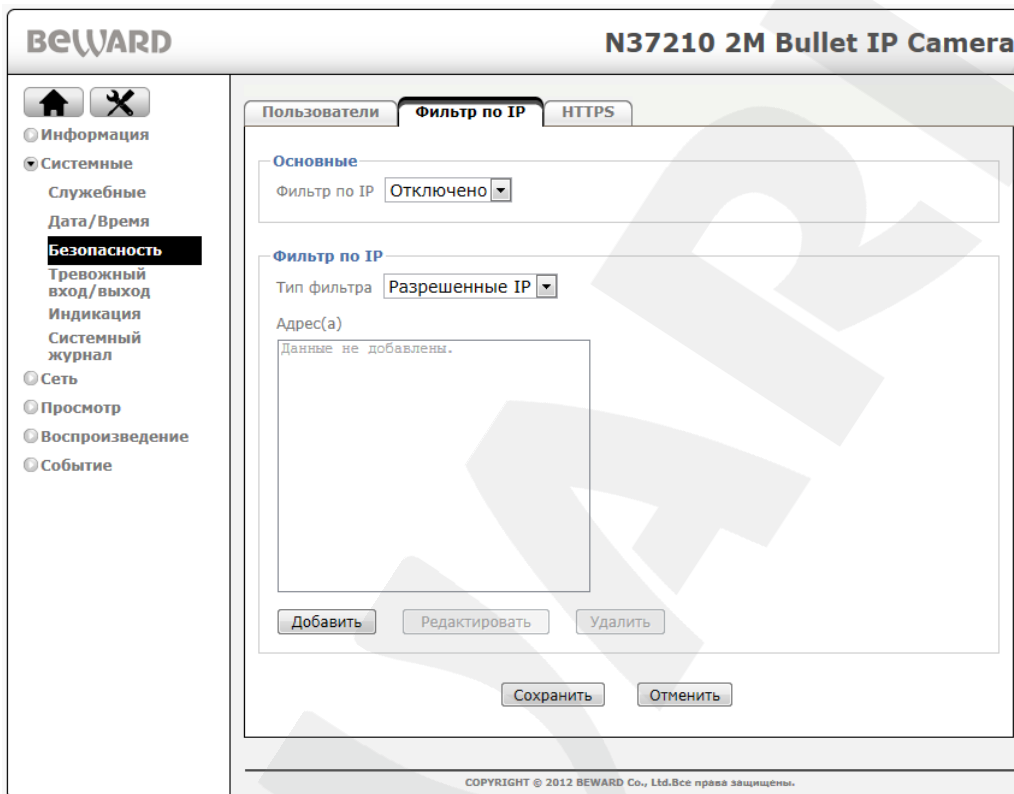 BEWARD
N37210 2M Bullet IP Camera
Информация
Системные
Служебные
Дата/Время
Безопасность
Тревожный
вход/выход
Индикация
Системный
журнал
Сеть
Просмотр
Воспроизведение
Событие
Пользователи Фильтр по IP HTTPS
Основные
Фильтр по IP Отключено
Фильтр по IP
Тип фильтра Разрешенные IP
Адрес(а)
Данные не добавлены.
Добавить Редактировать Удалить
Сохранить Отменить
COPYRIGHT © 2012 BEWARD Co., Ltd.Все права защищены.